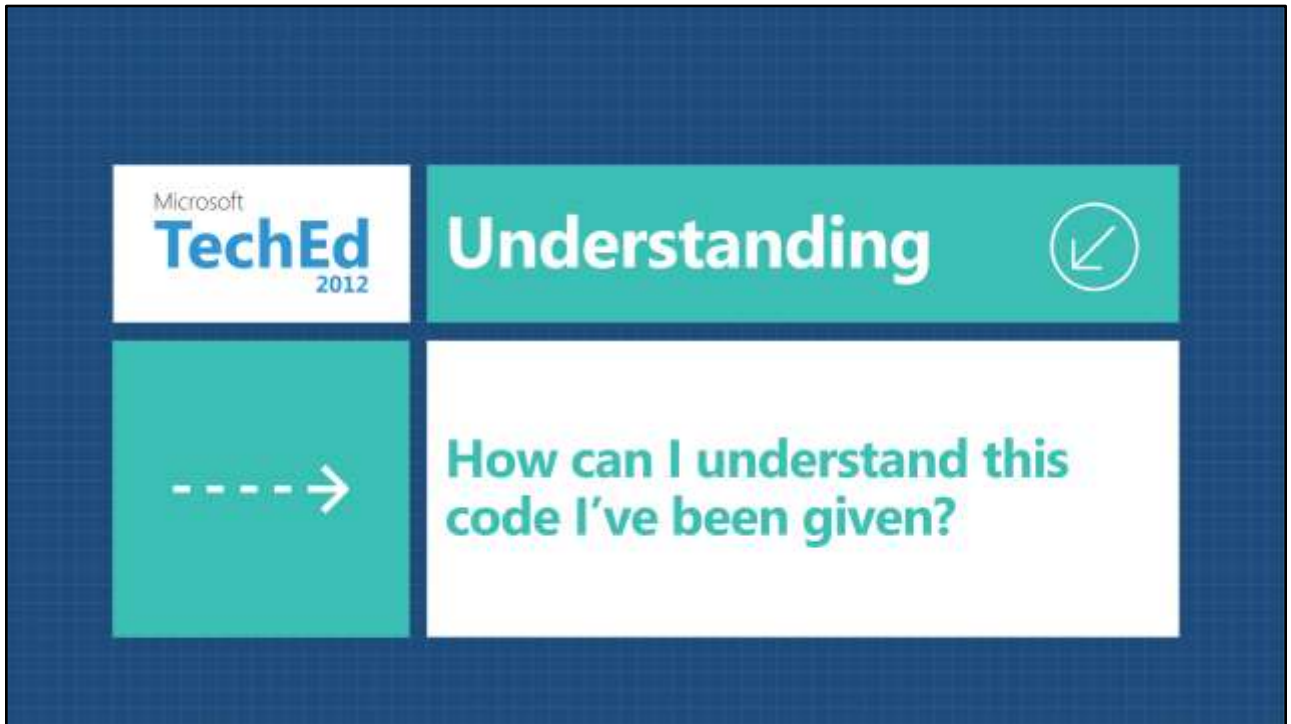 Microsoft
TechEd
2012
Understanding
How can I understand this
code I´ve been given?